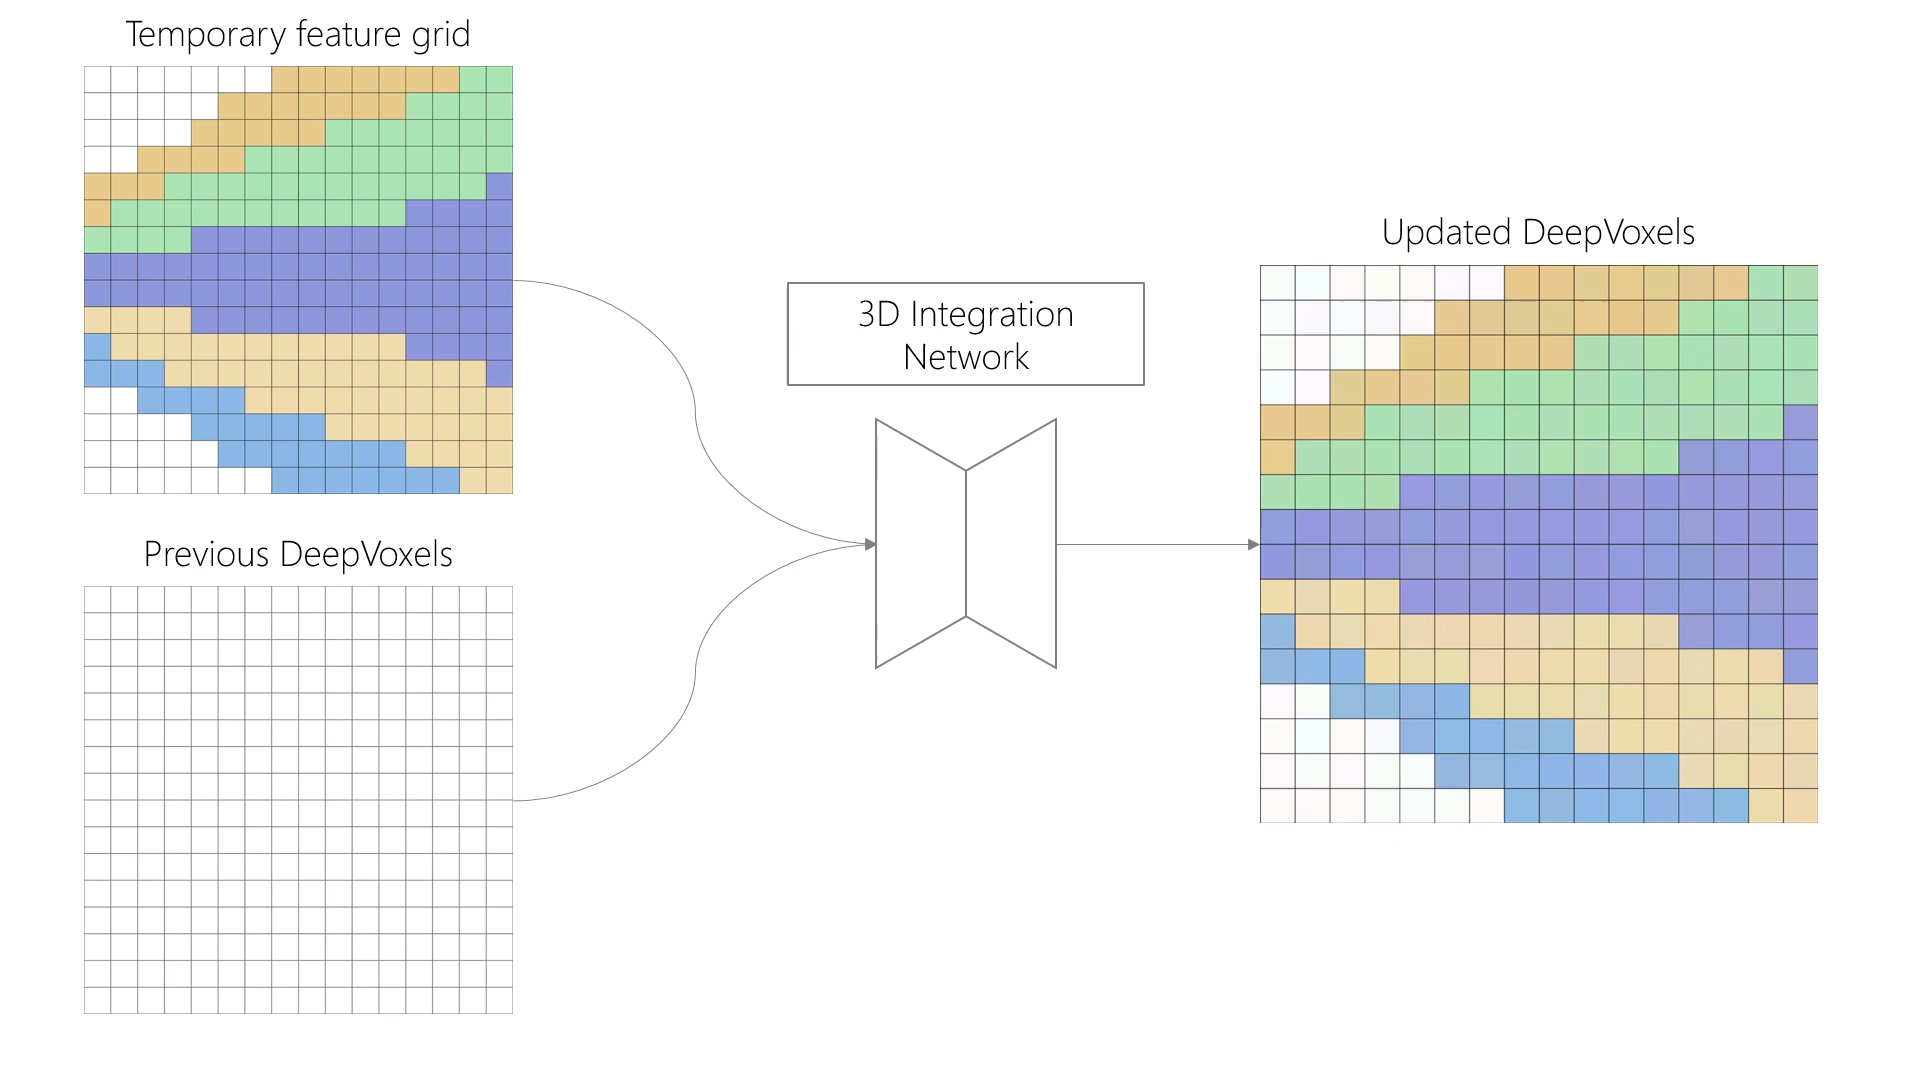 Temporary feature grid
Previous DeepVoxels
3D Integration
Network
Updated DeepVoxels